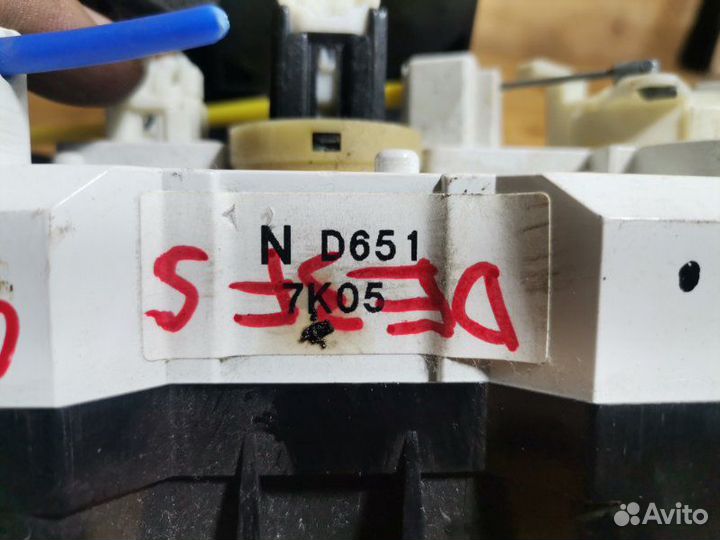 N D651
7K05
DE3FS
Avito